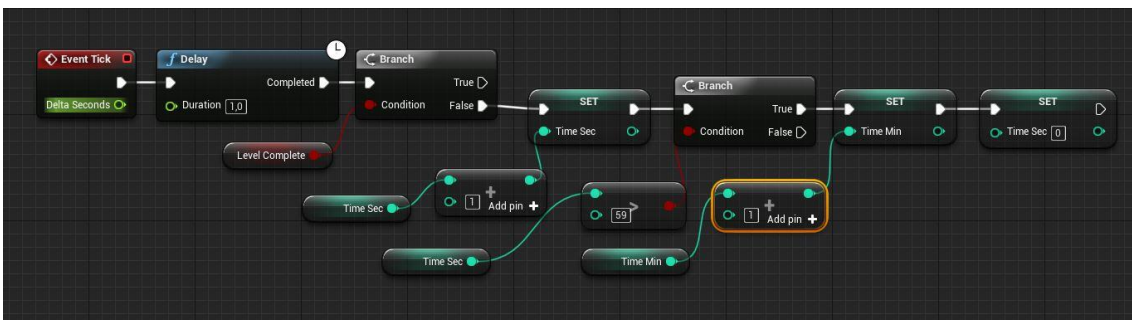 Event Tick
Delta Seconds
Delay
Completed
Duration 1,0
Branch
True
Condition False
Level Complete
SET
Time Sec
Branch
True
Condition False
SET
Time Min
SET
Time Sec 0
Time Sec
1 + Add pin +
Time Sec
59 >
Time Min
1 + Add pin +